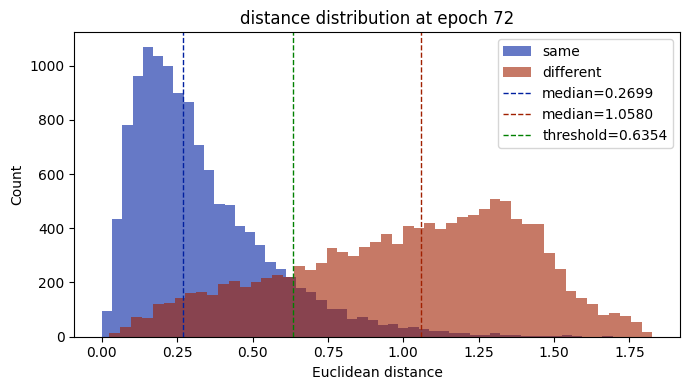 distance distribution at epoch 72
same
different
median=0.2699
median=1.0580
threshold=0.6354
Count
1000
800
600
400
200
0
0.00 0.25 0.50 0.75 1.00 1.25 1.50 1.75
Euclidean distance